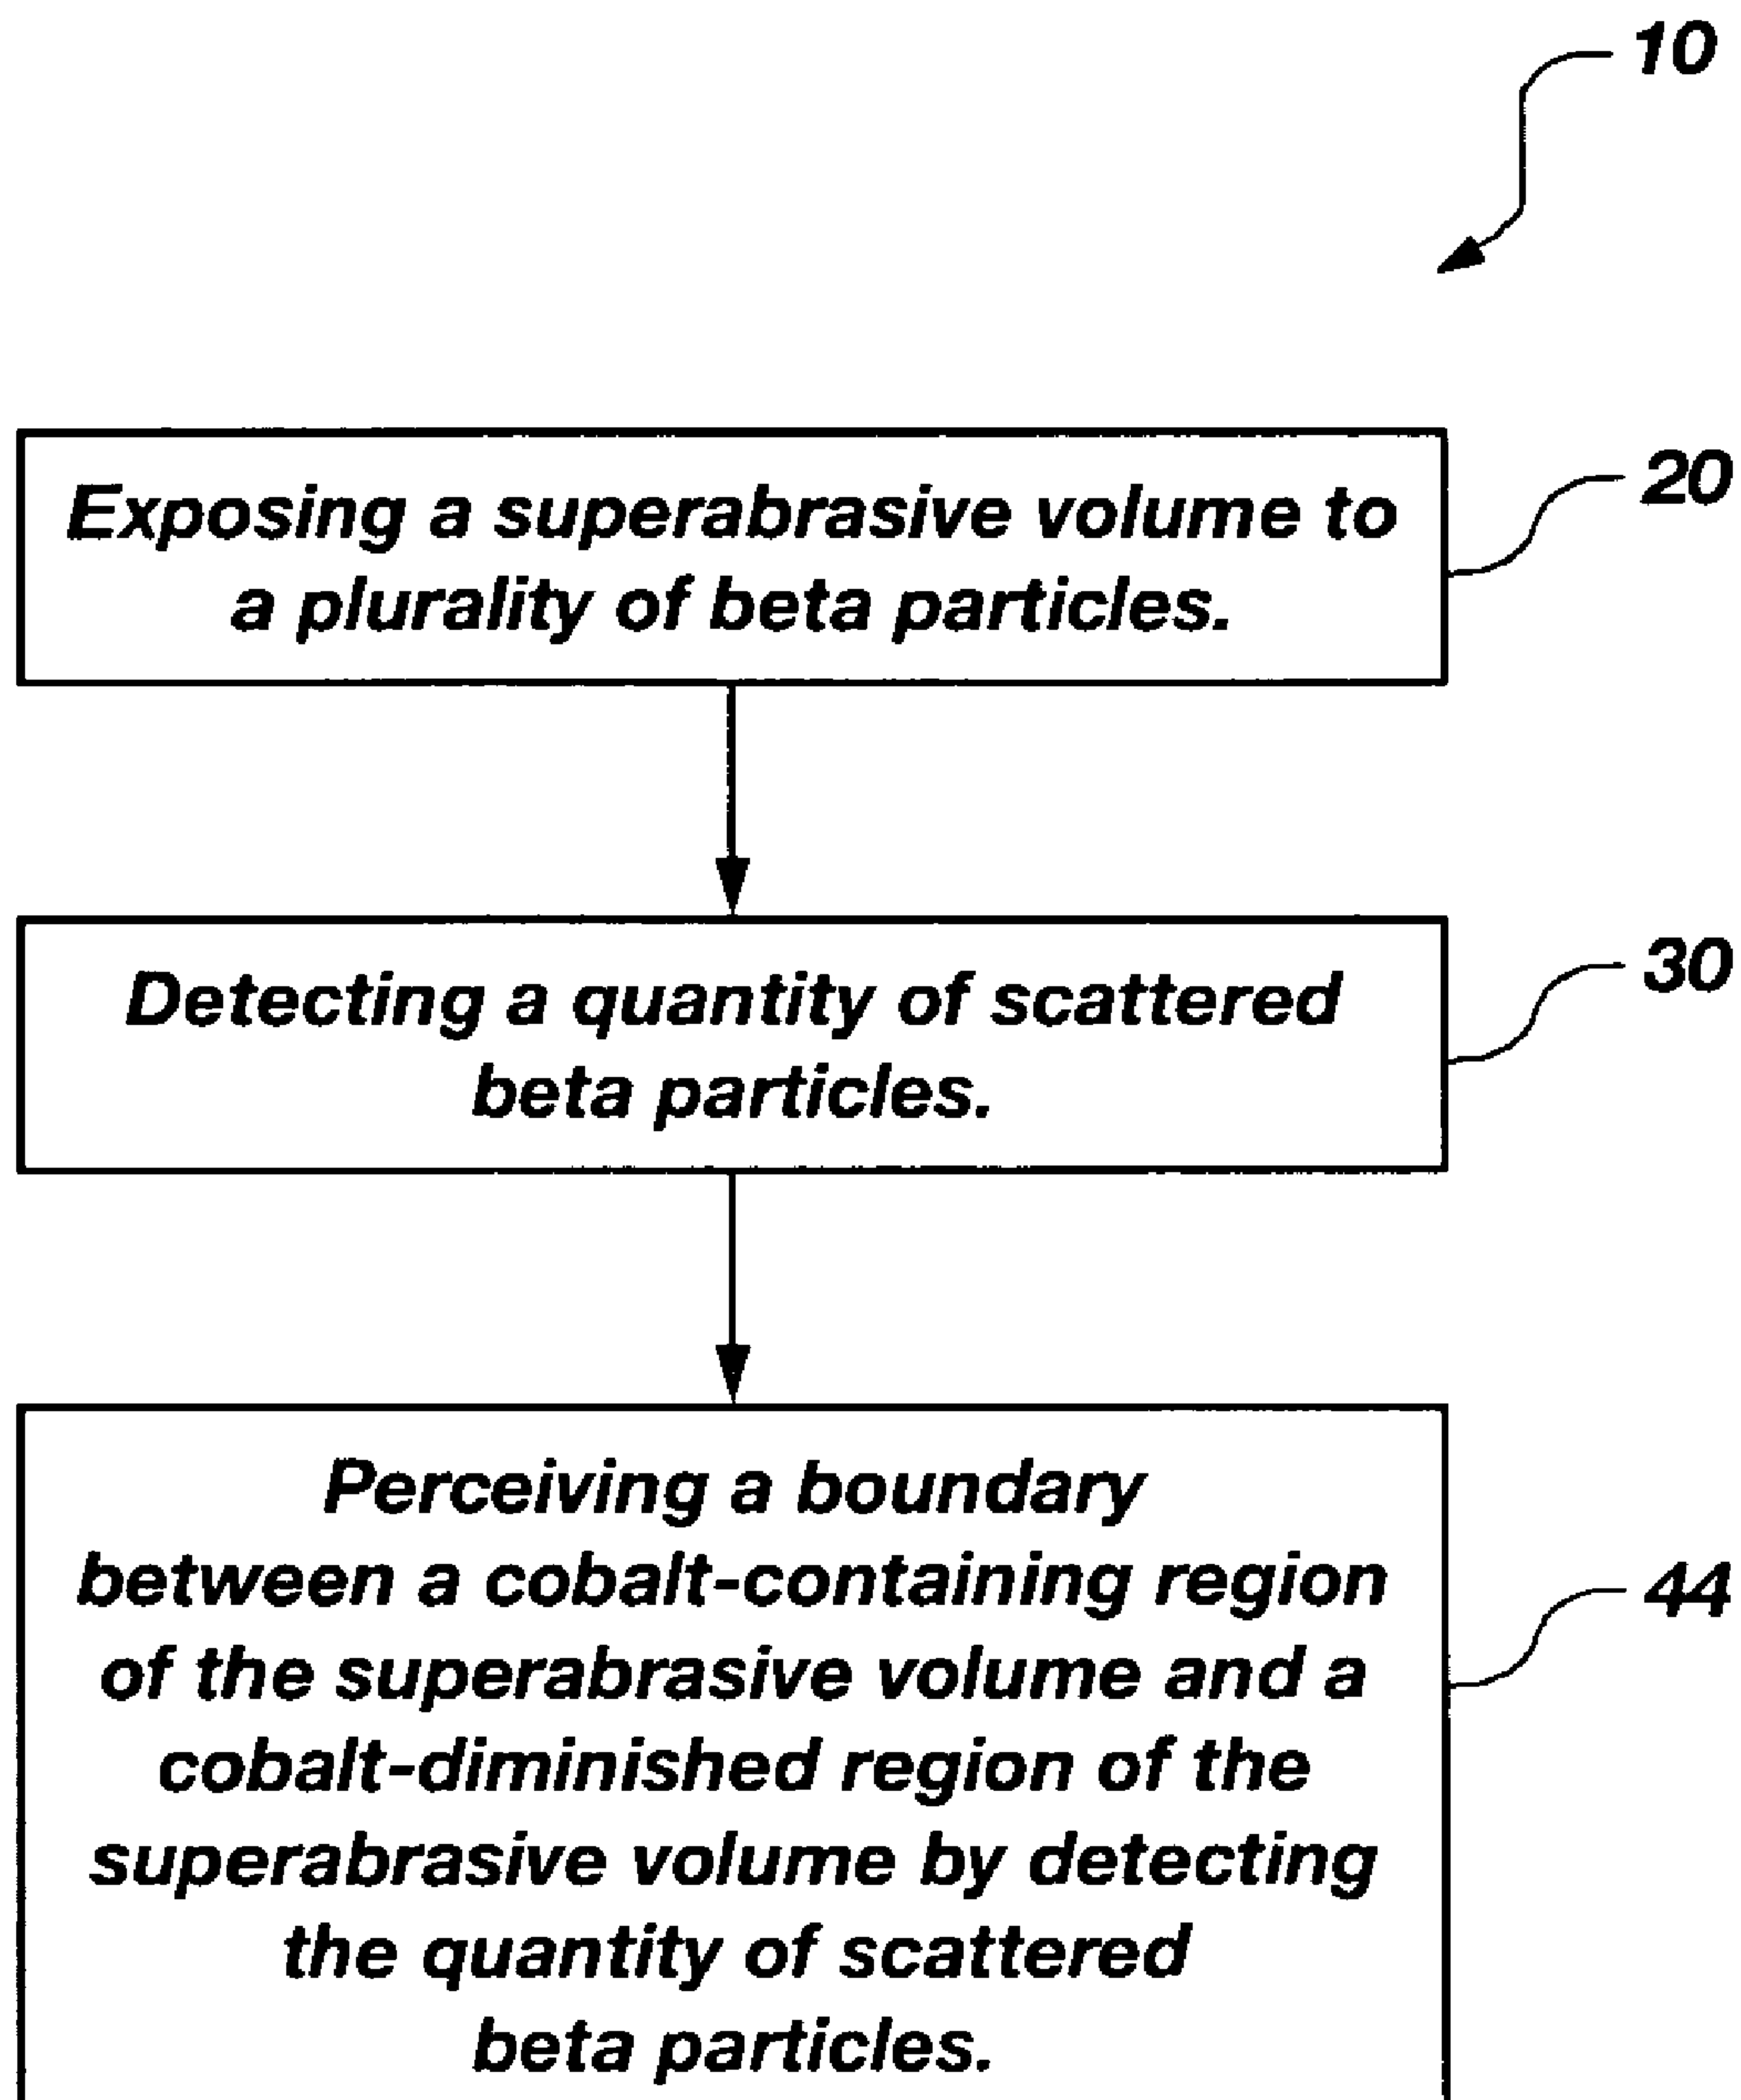 10
Exposing a superabrasive volume to
a plurality of beta particles.
20
Detecting a quantity of scattered
beta particles.
30
Perceiving a boundary
between a cobalt-containing region
of the superabrasive volume and a
cobalt-diminished region of the
superabrasive volume by detecting
the quantity of scattered
beta particles.
44